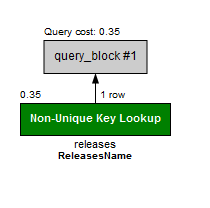 Query cost: 0.35
query_block #1
0.35
1 row
Non-Unique Key Lookup
releases
ReleasesName